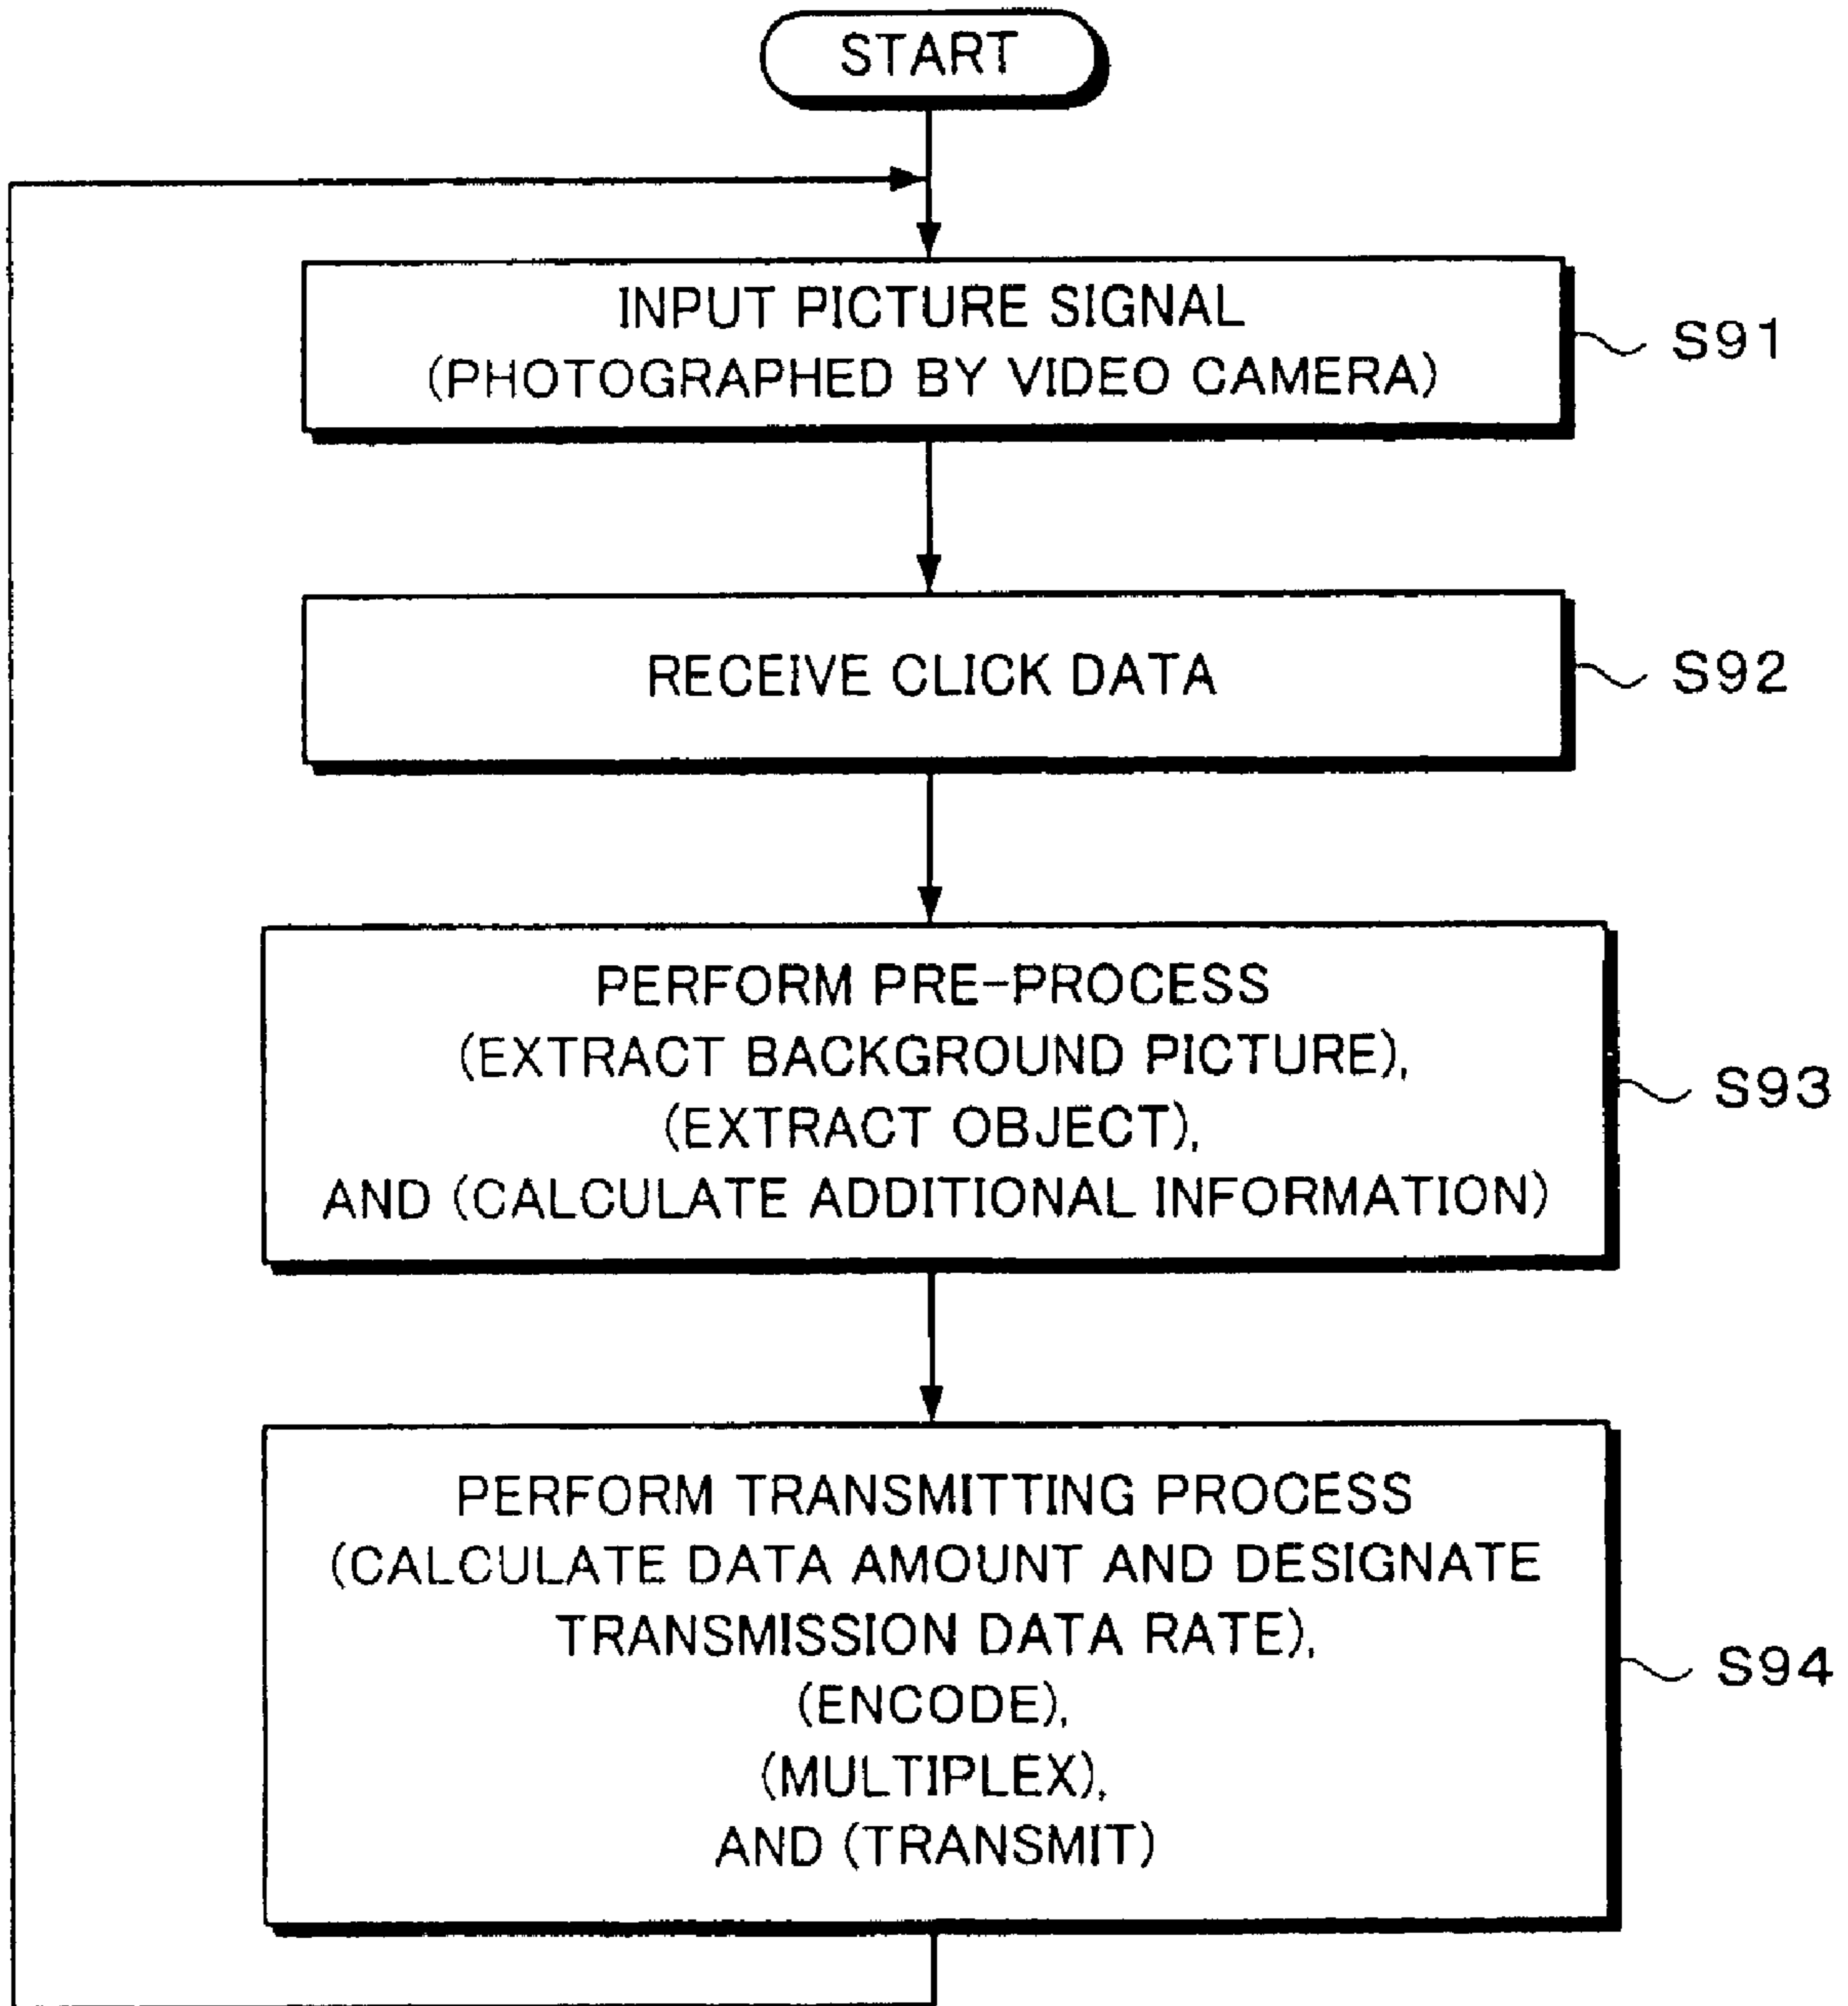 START
INPUT PICTURE SIGNAL
(PHOTOGRAPHED BY VIDEO CAMERA)
S91
RECEIVE CLICK DATA
S92
PERFORM PRE-PROCESS
(EXTRACT BACKGROUND PICTURE),
(EXTRACT OBJECT),
AND (CALCULATE ADDITIONAL INFORMATION)
S93
PERFORM TRANSMITTING PROCESS
(CALCULATE DATA AMOUNT AND DESIGNATE
TRANSMISSION DATA RATE),
(ENCODE),
(MULTIPLEX),
AND (TRANSMIT)
S94